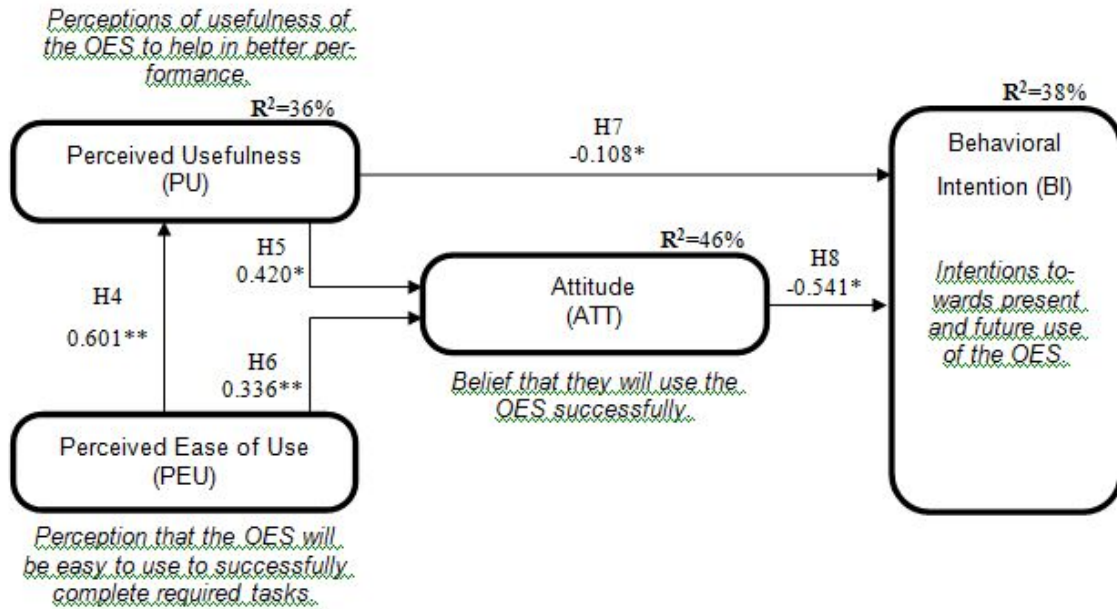 Perceptions of usefulness of
the OES to help in better per-
formance.
R²=36%
Perceived Usefulness
(PU)
H7
-0.108*
R²=38%
Behavioral
Intention (BI)
Intentions to-
wards present
and future use
of the OES.
H5
0.420*
R²=46%
Attitude
(ATT)
H8
-0.541*
Belief that they will use the
OES successfully.
H4
0.601**
H6
0.336**
Perceived Ease of Use
(PEU)
Perception that the OES will
be easy to use to successfully
complete required tasks.